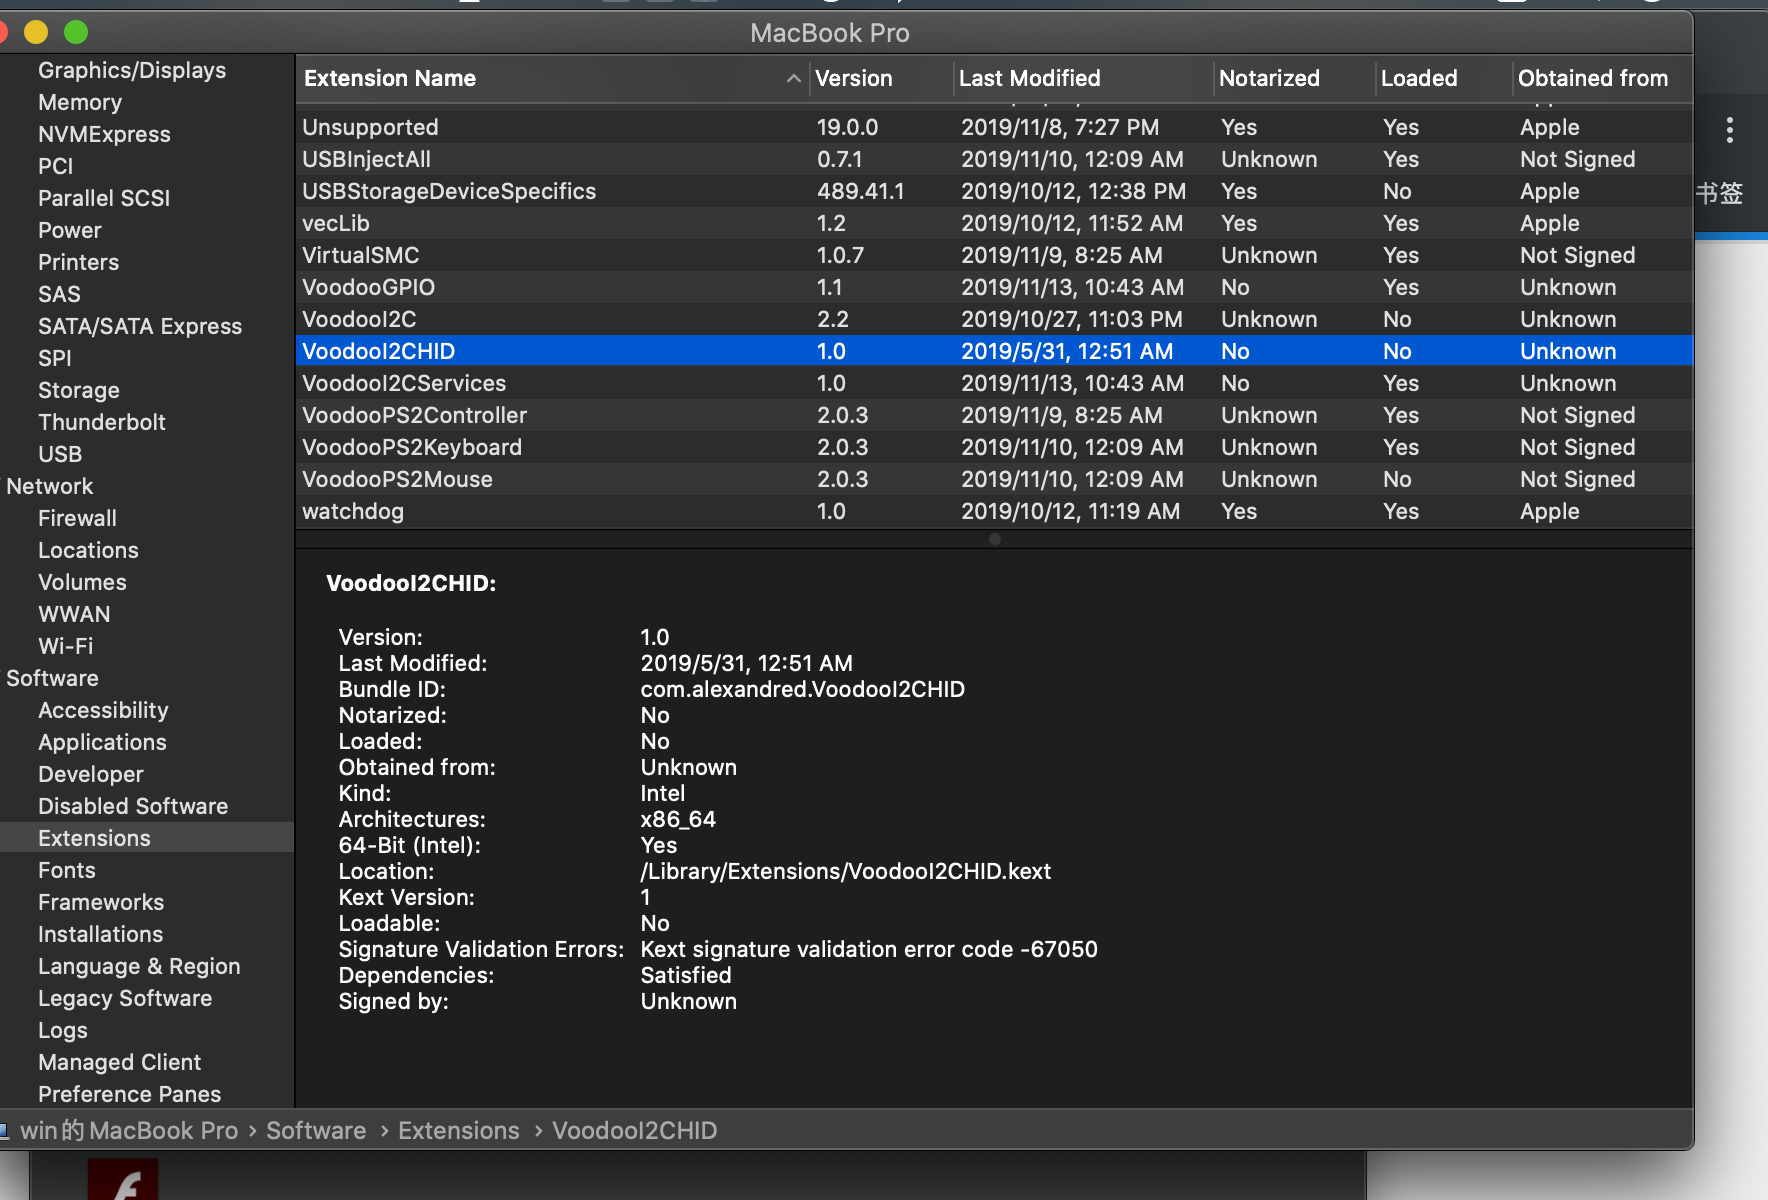 MacBook Pro
Graphics/Displays
Memory
NVMExpress
PCI
Parallel SCSI
Power
Printers
SAS
SATA/SATA Express
SPI
Storage
Thunderbolt
USB
Network
Firewall
Locations
Volumes
WWAN
Wi-Fi
Software
Accessibility
Applications
Developer
Disabled Software
Extensions
Fonts
Frameworks
Installations
Language & Region
Legacy Software
Logs
Managed Client
Preference Panes
Extension Name Version Last Modified Notarized Loaded Obtained from
Unsupported 19.0.0 2019/11/8, 7:27 PM Yes Yes Apple
USBInjectAll 0.7.1 2019/11/10, 12:09 AM Unknown Yes Not Signed
USBStorageDeviceSpecifics 489.41.1 2019/10/12, 12:38 PM Yes No Apple
vecLib 1.2 2019/10/12, 11:52 AM Yes Yes Apple
VirtualSMC 1.0.7 2019/11/9, 8:25 AM Unknown Yes Not Signed
VoodooGPIO 1.1 2019/11/13, 10:43 AM No Yes Unknown
VoodooI2C 2.2 2019/10/27, 11:03 PM Unknown No Unknown
VoodooI2CHID 1.0 2019/5/31, 12:51 AM No No Unknown
VoodooI2CServices 1.0 2019/11/13, 10:43 AM No Yes Unknown
VoodooPS2Controller 2.0.3 2019/11/9, 8:25 AM Unknown Yes Not Signed
VoodooPS2Keyboard 2.0.3 2019/11/10, 12:09 AM Unknown Yes Not Signed
VoodooPS2Mouse 2.0.3 2019/11/10, 12:09 AM Unknown No Not Signed
watchdog 1.0 2019/10/12, 11:19 AM Yes Yes Apple
VoodooI2CHID:
Version: 1.0
Last Modified: 2019/5/31, 12:51 AM
Bundle ID: com.alexandred.VoodooI2CHID
Notarized: No
Loaded: No
Obtained from: Unknown
Kind: Intel
Architectures: x86_64
64-Bit (Intel): Yes
Location: /Library/Extensions/VoodooI2CHID.kext
Kext Version: 1
Loadable: No
Signature Validation Errors: Kext signature validation error code -67050
Dependencies: Satisfied
Signed by: Unknown
win的MacBook Pro › Software › Extensions › VoodooI2CHID
书签